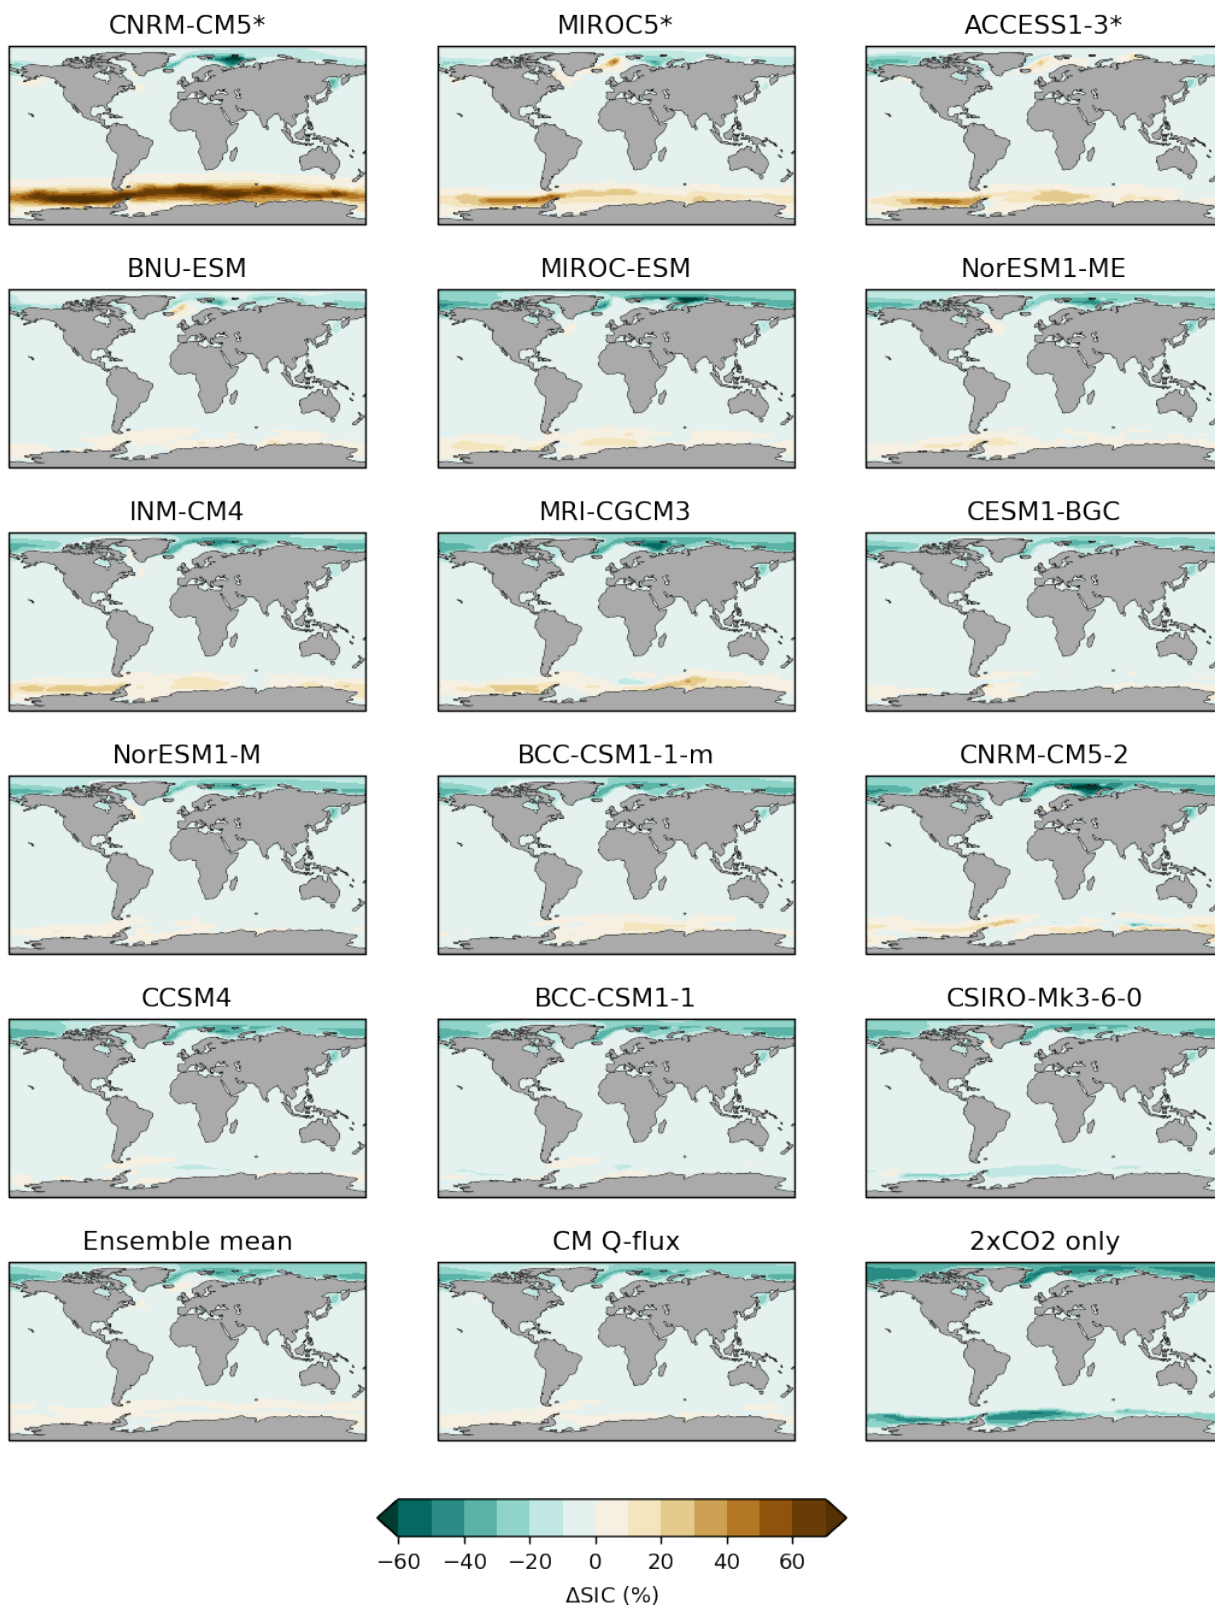 CNRM-CM5*
MIROC5*
ACCESS1-3*
BNU-ESM
MIROC-ESM
NorESM1-ME
INM-CM4
MRI-CGCM3
CESM1-BGC
NorESM1-M
BCC-CSM1-1-m
CNRM-CM5-2
CCSM4
BCC-CSM1-1
CSIRO-Mk3-6-0
Ensemble mean
CM Q-flux
2xCO2 only
−60 −40 −20 0 20 40 60
ΔSIC (%)